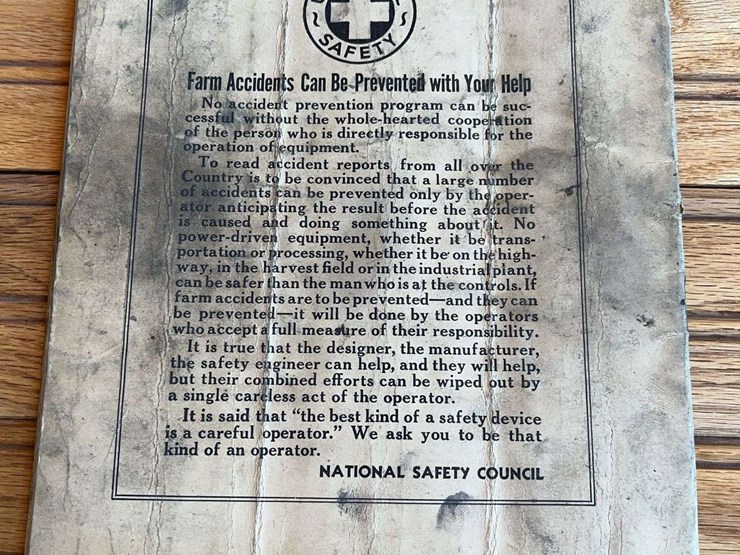 SAFETY
Farm Accidents Can Be Prevented with Your Help
No accident prevention program can be suc-
cessful without the whole-hearted cooperation
of the person who is directly responsible for the
operation of equipment.
To read accident reports from all over the
Country is to be convinced that a large number
of accidents can be prevented only by the oper-
ator anticipating the result before the accident
is caused and doing something about it. No
power-driven equipment, whether it be trans-
portation or processing, whether it be on the high-
way, in the harvest field or in the industrial plant,
can be safer than the man who is at the controls. If
farm accidents are to be prevented—and they can
be prevented—it will be done by the operators
who accept a full measure of their responsibility.
It is true that the designer, the manufacturer,
the safety engineer can help, and they will help,
but their combined efforts can be wiped out by
a single careless act of the operator.
It is said that “the best kind of a safety device
is a careful operator.” We ask you to be that
kind of an operator.
NATIONAL SAFETY COUNCIL